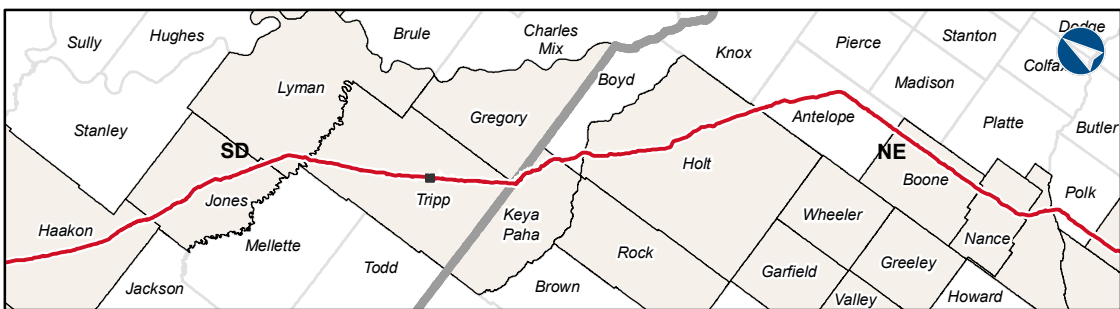 Sully
Hughes
Brule
Charles
Mix
Knox
Pierce
Stanton
Dodge
Colfax
Lyman
Boyd
Madison
Stanley
Gregory
Antelope
Platte
Butler
SD
Holt
NE
Boone
Jones
Tripp
Polk
Haakon
Keya
Paha
Wheeler
Mellette
Rock
Nance
Todd
Garfield
Greeley
Jackson
Brown
Valley
Howard